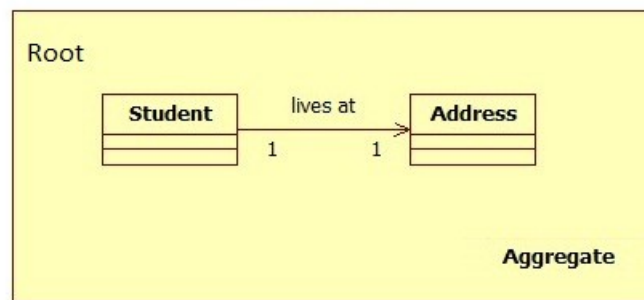 Root
lives at
Student
Address
1
1
Aggregate